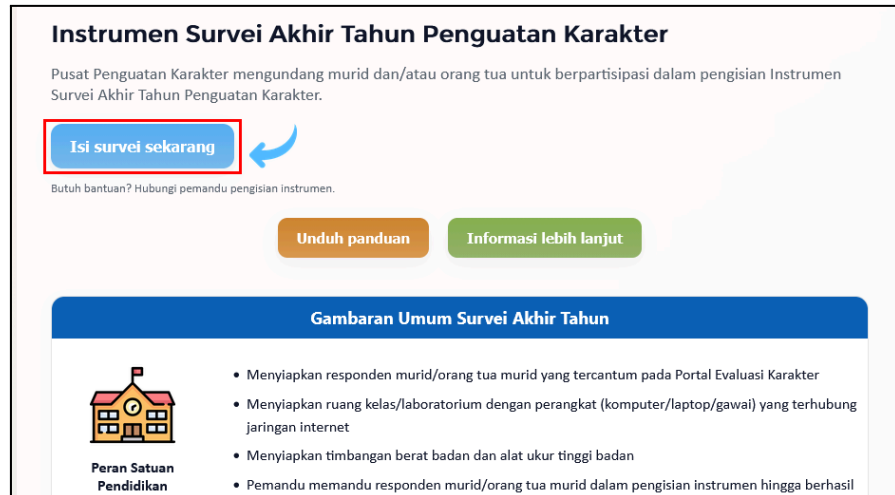 Instrumen Survei Akhir Tahun Penguatan Karakter
Pusat Penguatan Karakter mengundang murid dan/atau orang tua untuk berpartisipasi dalam pengisian Instrumen
Survei Akhir Tahun Penguatan Karakter.
Isi survei sekarang
Butuh bantuan? Hubungi pemandu pengisian instrumen.
Unduh panduan
Informasi lebih lanjut
Gambaran Umum Survei Akhir Tahun
Peran Satuan
Pendidikan
• Menyiapkan responden murid/orang tua murid yang tercantum pada Portal Evaluasi Karakter
• Menyiapkan ruang kelas/laboratorium dengan perangkat (komputer/laptop/gawai) yang terhubung
jaringan internet
• Menyiapkan timbangan berat badan dan alat ukur tinggi badan
• Pemandu memandu responden murid/orang tua murid dalam pengisian instrumen hingga berhasil